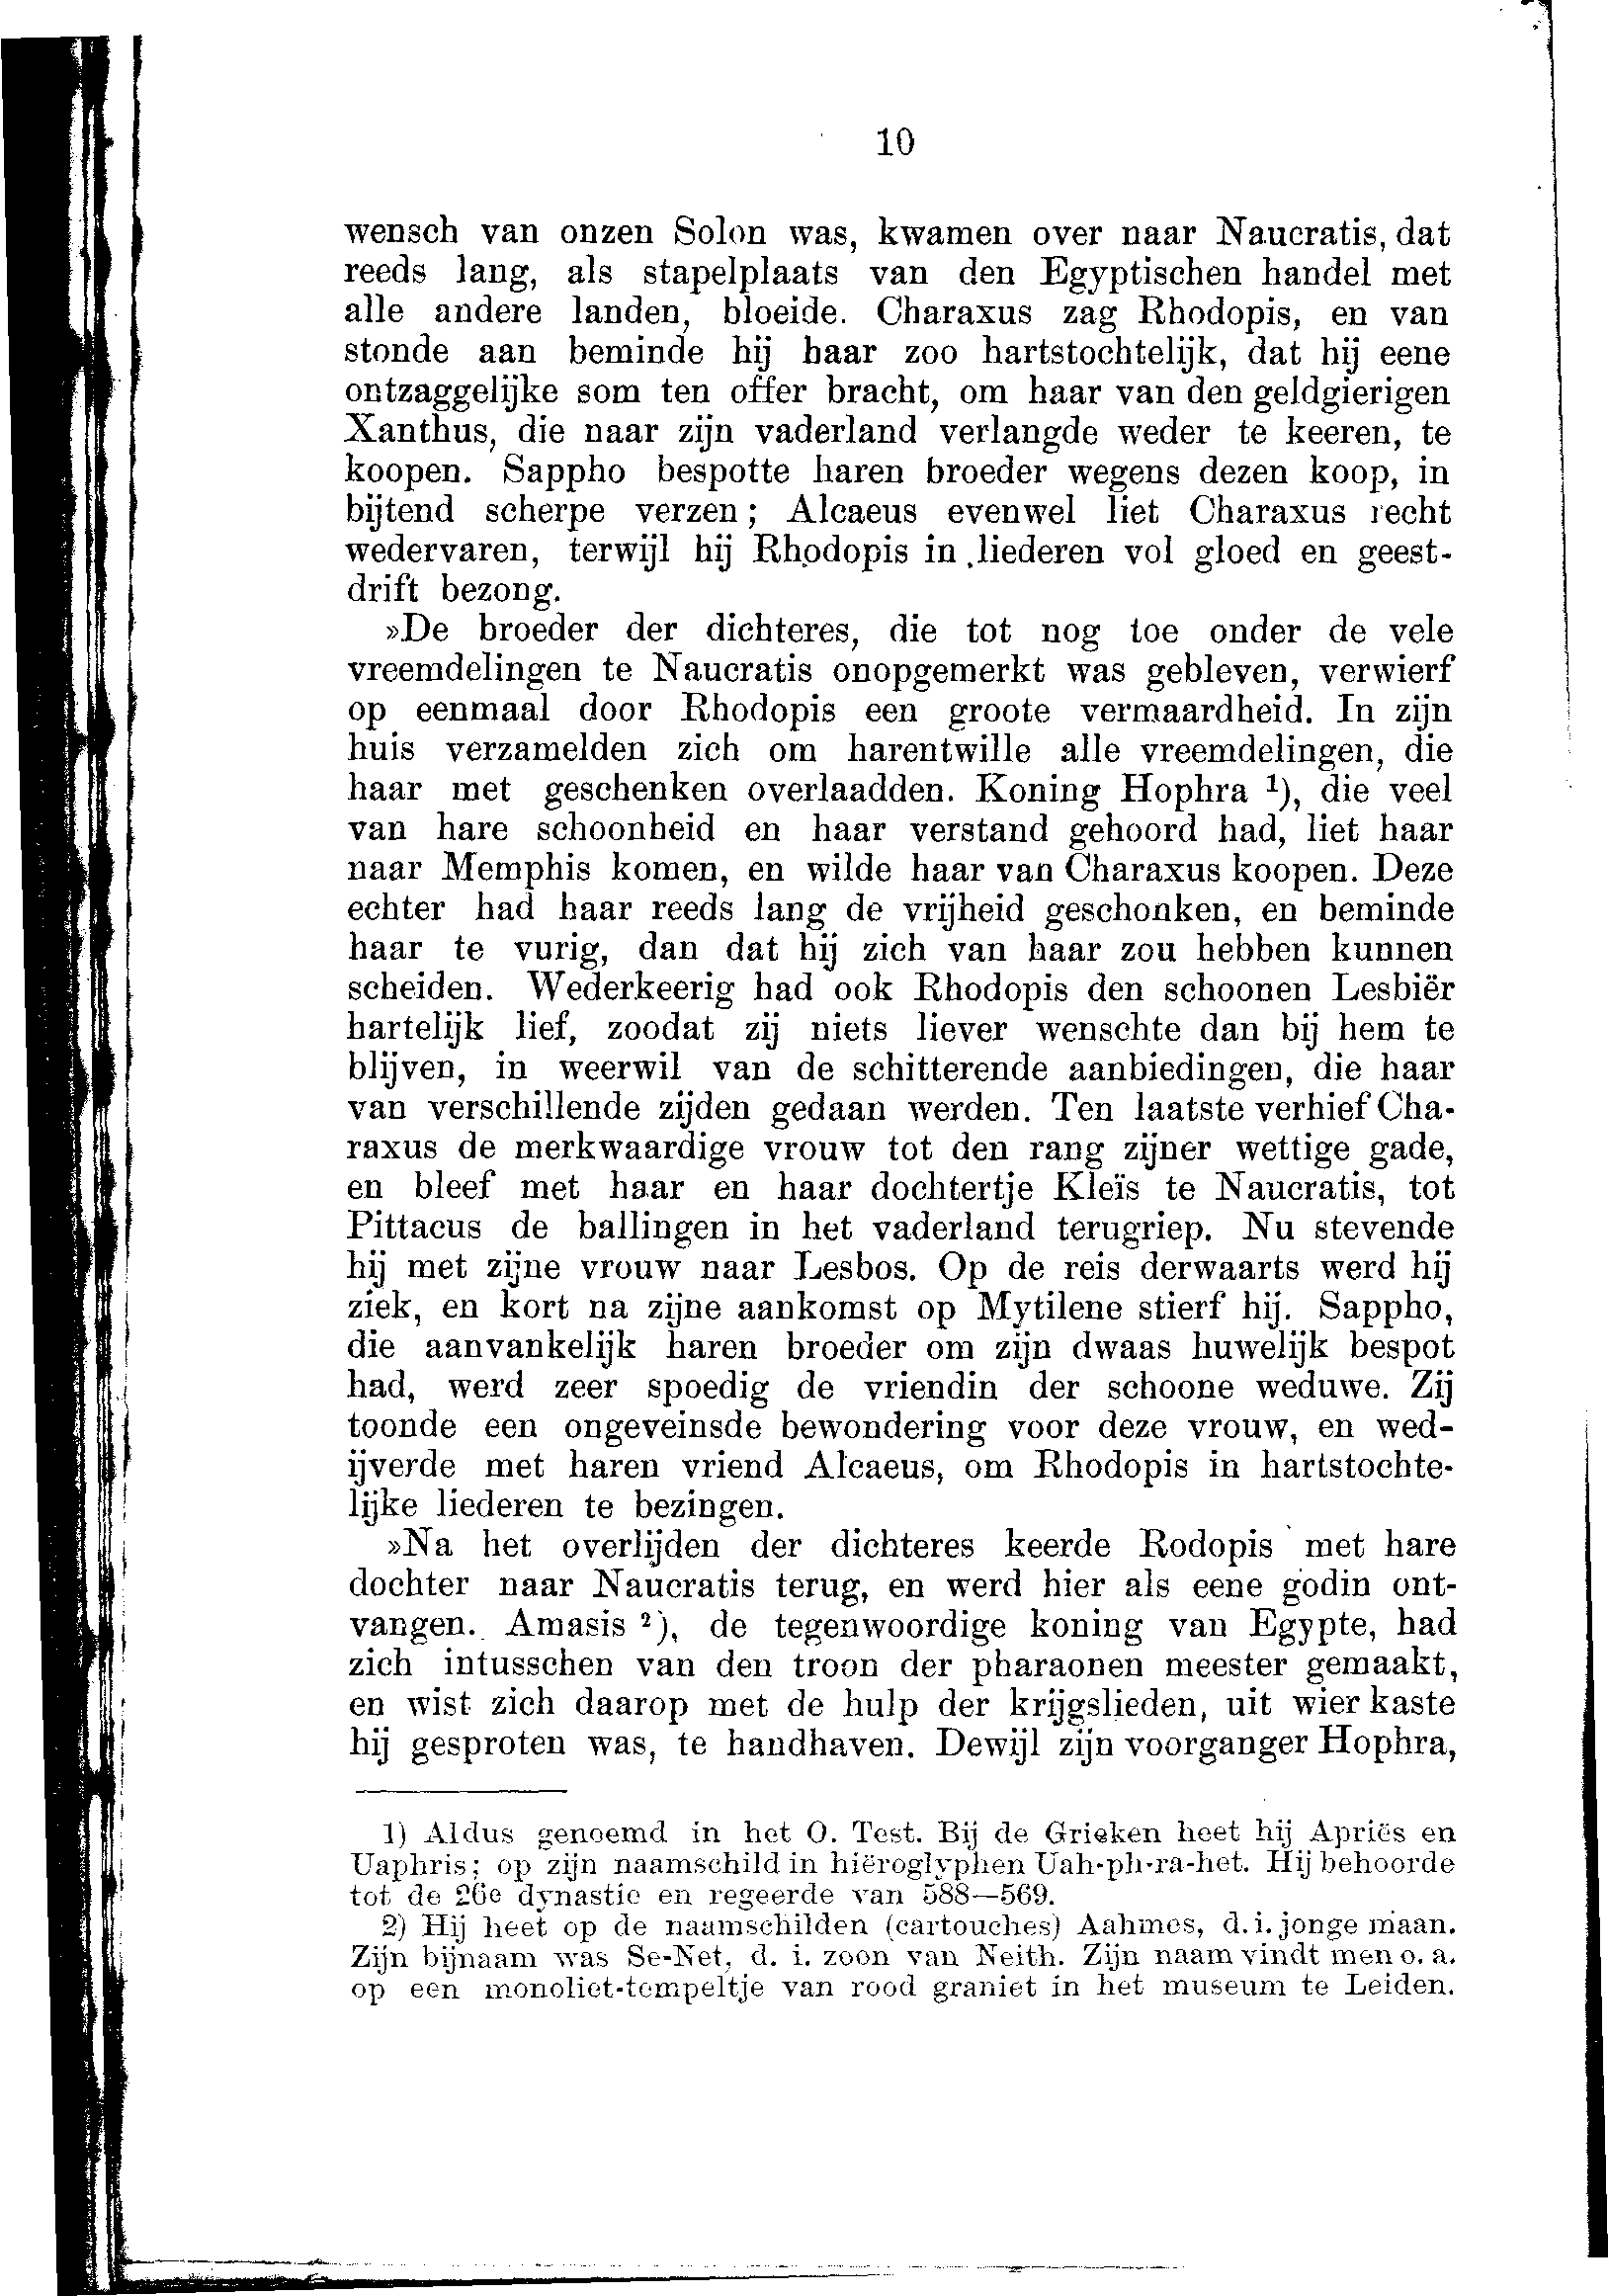 10
wensch van onzen Solon was, kwamen over naar Naucratis, dat
reeds lang, als stapelplaats van den Egyptischen handel met
alle andere landen, bloeide. Charaxus zag Rhodopis, en van
stonde aan beminde hij haar zoo hartstochtelijk, dat hij eene
ontzaggelijke som ten offer bracht, om haar van den geldgierigen
Xanthus, die naar zijn vaderland verlangde weder te keeren, te
koopen. Sappho bespotte haren broeder wegens dezen koop, in
bijtend scherpe verzen; Alcaeus evenwel liet Charaxus recht
wedervaren, terwijl hij Rhodopis in liederen vol gloed en geest-
drift bezong.
»De broeder der dichteres, die tot nog toe onder de vele
vreemdelingen te Naucratis onopgemerkt was gebleven, verwierf
op eenmaal door Rhodopis een groote vermaardheid. In zijn
huis verzamelden zich om harentwille alle vreemdelingen, die
haar met geschenken overlaadden. Koning Hophra ¹), die veel
van hare schoonheid en haar verstand gehoord had, liet haar
naar Memphis komen, en wilde haar van Charaxus koopen. Deze
echter had haar reeds lang de vrijheid geschonken, en beminde
haar te vurig, dan dat hij zich van haar zou hebben kunnen
scheiden. Wederkeerig had ook Rhodopis den schoonen Lesbiër
hartelijk lief, zoodat zij niets liever wenschte dan bij hem te
blijven, in weerwil van de schitterende aanbiedingen, die haar
van verschillende zijden gedaan werden. Ten laatste verhief Cha-
raxus de merkwaardige vrouw tot den rang zijner wettige gade,
en bleef met haar en haar dochtertje Kleïs te Naucratis, tot
Pittacus de ballingen in het vaderland terugriep. Nu stevende
hij met zijne vrouw naar Lesbos. Op de reis derwaarts werd hij
ziek, en kort na zijne aankomst op Mytilene stierf hij. Sappho,
die aanvankelijk haren broeder om zijn dwaas huwelijk bespot
had, werd zeer spoedig de vriendin der schoone weduwe. Zij
toonde een ongeveinsde bewondering voor deze vrouw, en wed-
ijverde met haren vriend Alcaeus, om Rhodopis in hartstochte-
lijke liederen te bezingen.
»Na het overlijden der dichteres keerde Rodopis met hare
dochter naar Naucratis terug, en werd hier als eene godin ont-
vangen. Amasis ²), de tegenwoordige koning van Egypte, had
zich intusschen van den troon der pharaonen meester gemaakt,
en wist zich daarop met de hulp der krijgslieden, uit wier kaste
hij gesproten was, te handhaven. Dewijl zijn voorganger Hophra,
1) Aldus genoemd in het O. Test. Bij de Grieken heet hij Apriës en
Uaphris; op zijn naamschild in hiëroglyphen Uah-ph-ra-het. Hij behoorde
tot de 26e dynastie en regeerde van 588—569.
2) Hij heet op de naamschilden (cartouches) Aahmes, d. i. jonge maan.
Zijn bijnaam was Se-Net, d. i. zoon van Neith. Zijn naam vindt men o. a.
op een monoliet-tempeltje van rood graniet in het museum te Leiden.